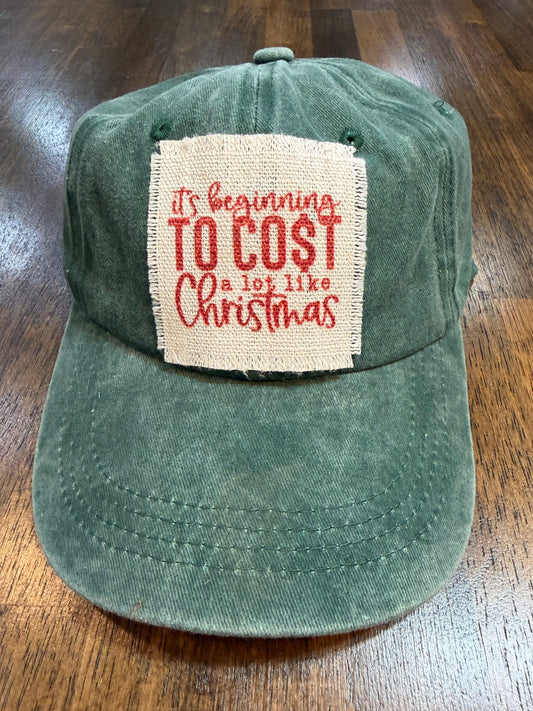 it's beginning
TO CO$T
a lot like
Christmas